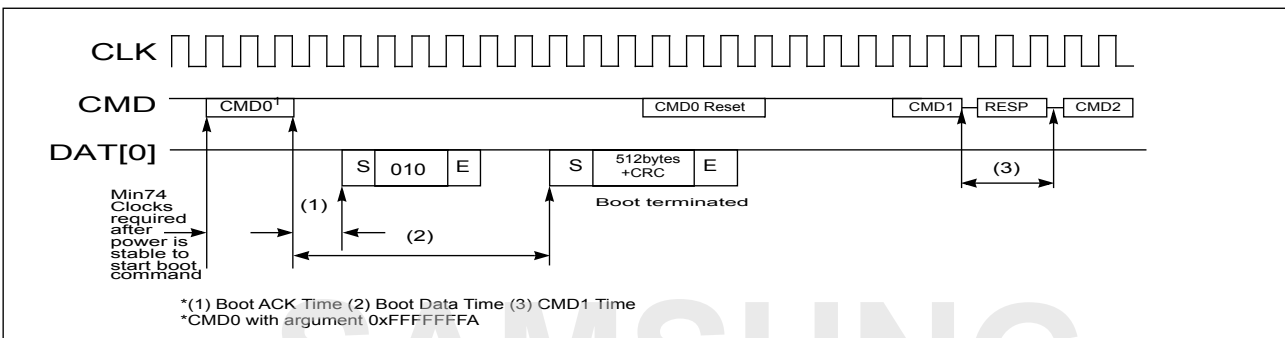 CLK
CMD
CMD0¹
CMD0 Reset
CMD1
RESP
CMD2
DAT[0]
S
010
E
S
512bytes
+CRC
E
(3)
Boot terminated
Min74
Clocks
required
after
power is
stable to
start boot
command
(1)
(2)
*(1) Boot ACK Time (2) Boot Data Time (3) CMD1 Time
*CMD0 with argument 0xFFFFFFFA
SAMSUNG